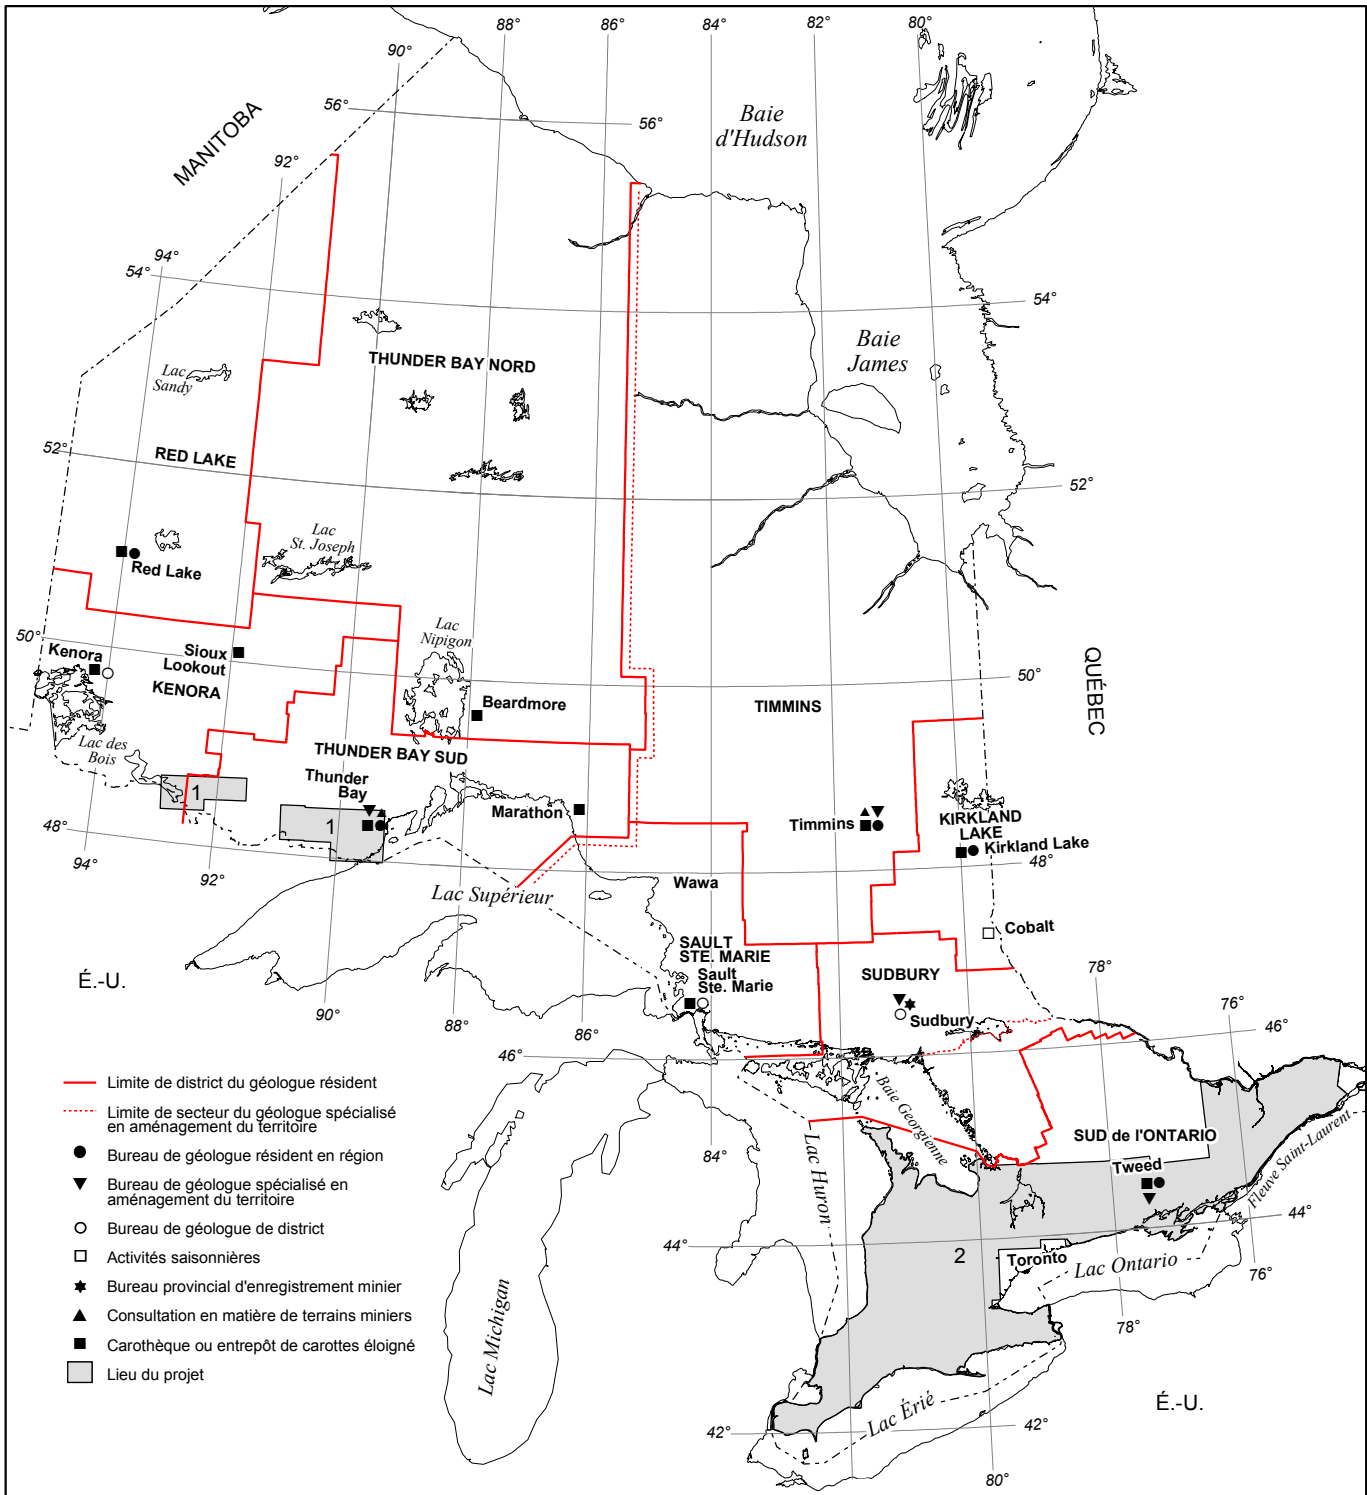 88°
86°
84°
82°
80°
90°
56°
56°
Baie
d'Hudson
MANITOBA
92°
94°
54°
54°
Baie
James
THUNDER BAY NORD
Lac
Sandy
52°
52°
RED LAKE
Lac
St. Joseph
Red Lake
50°
Lac
Nipigon
Kenora
Sioux
Lookout
KENORA
50°
QUÉBEC
Beardmore
TIMMINS
Lac des
Bois
THUNDER BAY SUD
Thunder
Bay
1
1
Marathon
Timmins
KIRKLAND
LAKE
Kirkland Lake
48°
48°
94°
92°
Wawa
Lac Supérieur
Cobalt
SAULT
STE. MARIE
Sault
Ste. Marie
SUDBURY
Sudbury
78°
76°
É.-U.
90°
88°
86°
46°
46°
Limite de district du géologue résident
Limite de secteur du géologue spécialisé
en aménagement du territoire
Bureau de géologue résident en région
Bureau de géologue spécialisé en
aménagement du territoire
Bureau de géologue de district
Activités saisonnières
Bureau provincial d'enregistrement minier
Consultation en matière de terrains miniers
Carothèque ou entrepôt de carottes éloigné
Lieu du projet
Baie Georgienne
84°
Lac Huron
SUD de l'ONTARIO
Tweed
Fleuve Saint-Laurent
44°
44°
2
Toronto
Lac Ontario
76°
78°
Lac Michigan
Lac Érié
É.-U.
42°
42°
80°